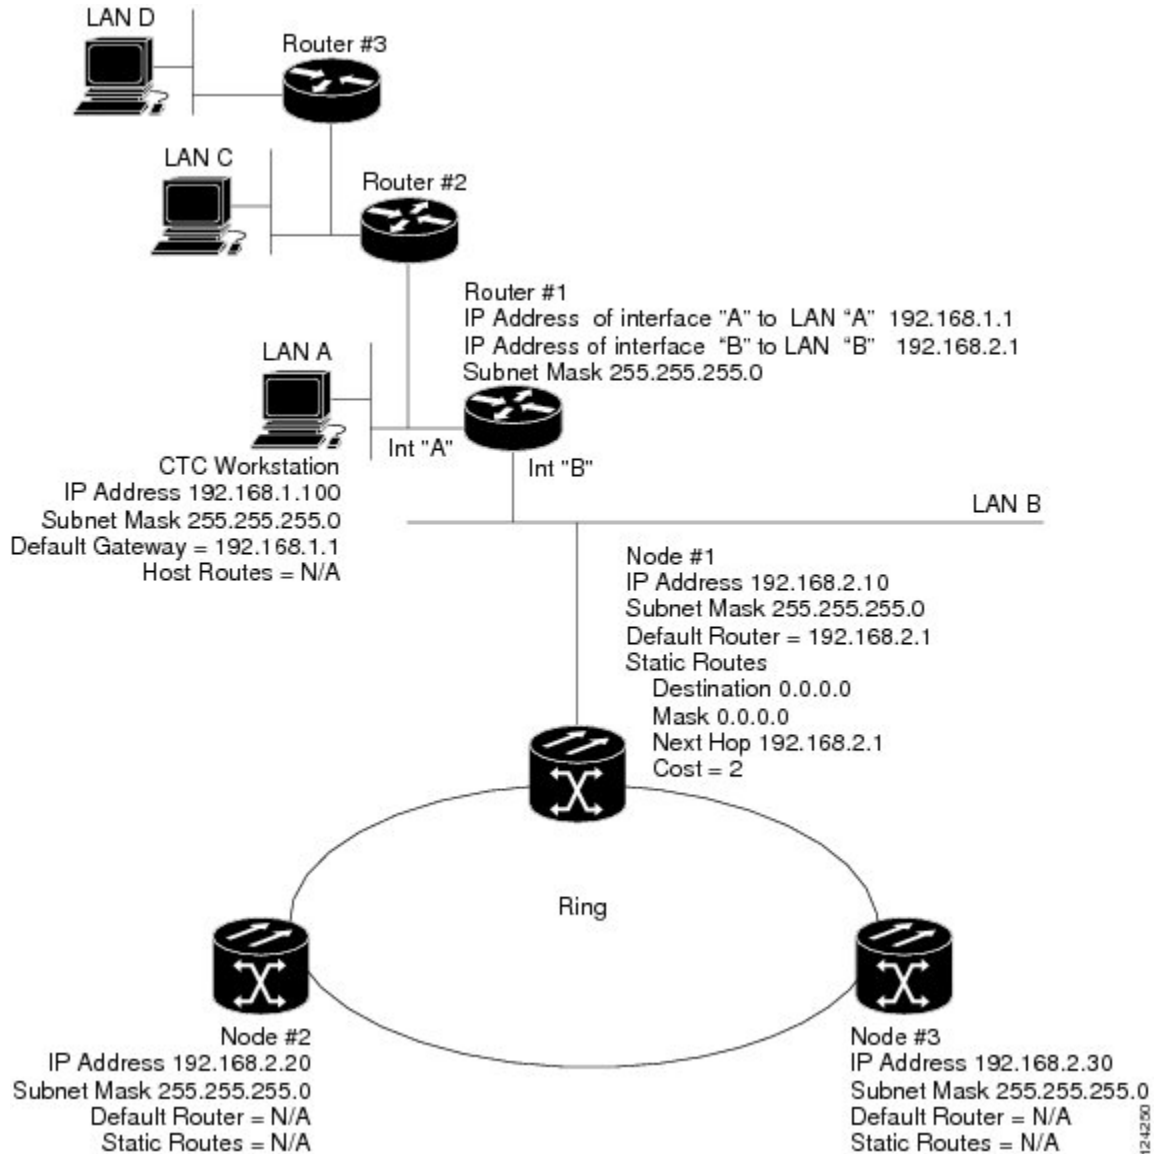 LAN D
Router #3
LAN C
Router #2
Router #1
IP Address of interface "A" to LAN “A” 192.168.1.1
IP Address of interface “B” to LAN “B” 192.168.2.1
Subnet Mask 255.255.255.0
LAN A
Int "A"
Int "B"
CTC Workstation
IP Address 192.168.1.100
Subnet Mask 255.255.255.0
Default Gateway = 192.168.1.1
Host Routes = N/A
LAN B
Node #1
IP Address 192.168.2.10
Subnet Mask 255.255.255.0
Default Router = 192.168.2.1
Static Routes
Destination 0.0.0.0
Mask 0.0.0.0
Next Hop 192.168.2.1
Cost = 2
Ring
Node #2
IP Address 192.168.2.20
Subnet Mask 255.255.255.0
Default Router = N/A
Static Routes = N/A
Node #3
IP Address 192.168.2.30
Subnet Mask 255.255.255.0
Default Router = N/A
Static Routes = N/A
124250